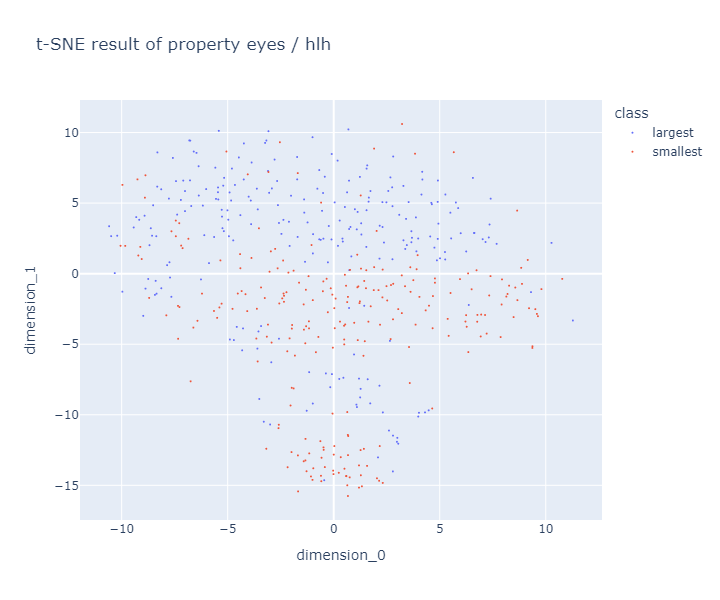 t-SNE result of property eyes / hlh
class
largest
smallest
10
5
0
−5
−10
−15
dimension_1
−10
−5
0
5
10
dimension_0